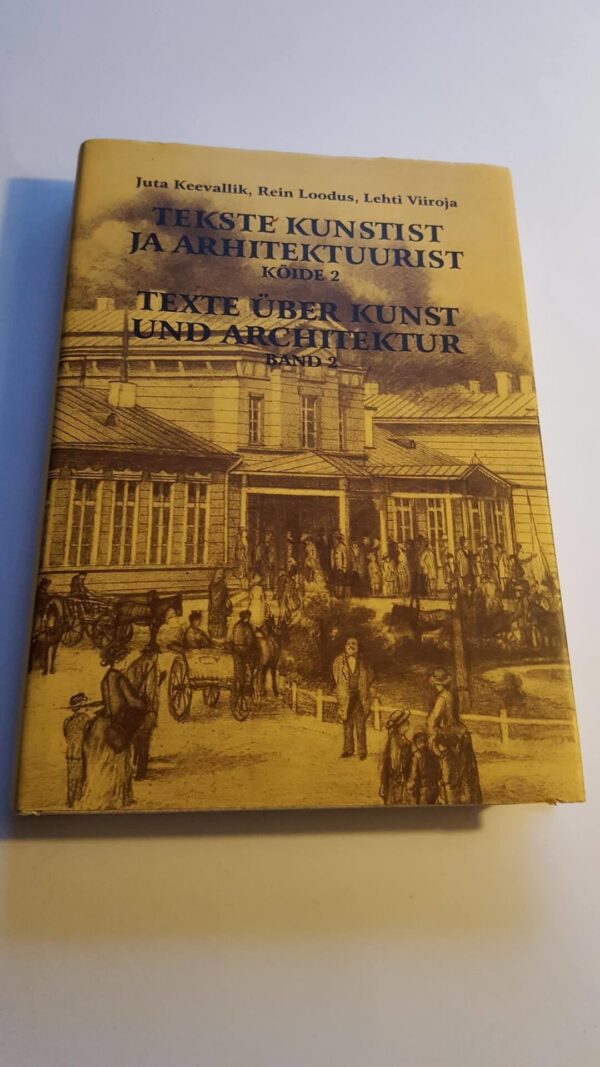 Juta Keevallik, Rein Loodus, Lehti Viiroja
TEKSTE KUNSTIST
JA ARHITEKTUURIST
KÖIDE 2
TEXTE ÜBER KUNST
UND ARCHITEKTUR
BAND 2